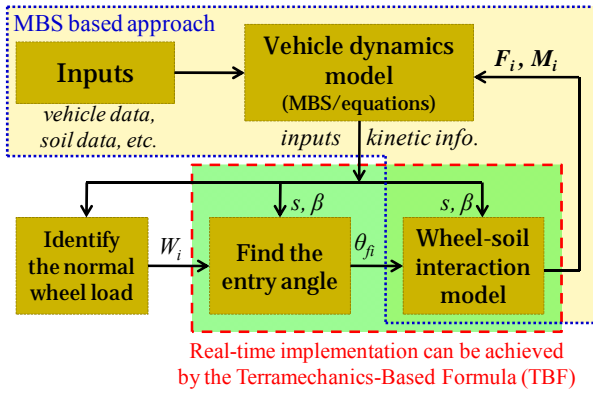 MBS based approach
Inputs
vehicle data,
soil data, etc.
Vehicle dynamics
model
(MBS/equations)
F_i, M_i
inputs
kinetic info.
s, β
s, β
Identify
the normal
wheel load
W_i
Find the
entry angle
θ_fi
Wheel-soil
interaction
model
Real-time implementation can be achieved
by the Terramechanics-Based Formula (TBF)